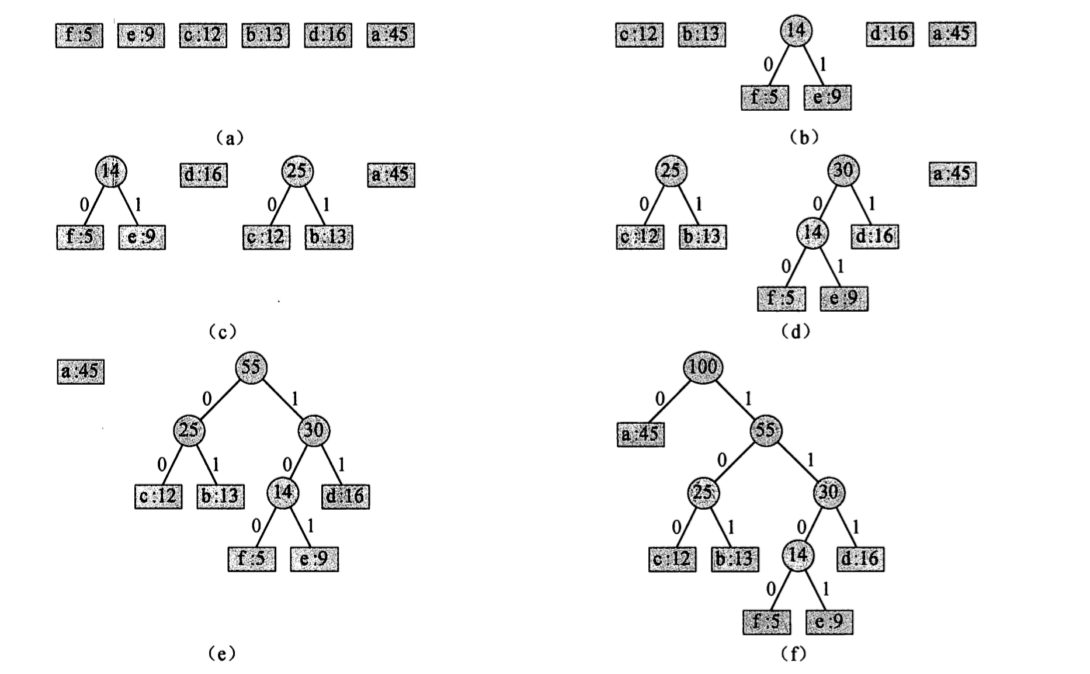 f:5 e:9 c:12 b:13 d:16 a:45
(a)
c:12 b:13 14 d:16 a:45
0 1
f:5 e:9
(b)
14 d:16 25 a:45
0 1 0 1
f:5 e:9 c:12 b:13
(c)
25 30 a:45
0 1 0 1
c:12 b:13 14 d:16
0 1
f:5 e:9
(d)
a:45 55
0 1
25 30
0 1 0 1
c:12 b:13 14 d:16
0 1
f:5 e:9
(e)
100
0 1
a:45 55
0 1
25 30
0 1 0 1
c:12 b:13 14 d:16
0 1
f:5 e:9
(f)